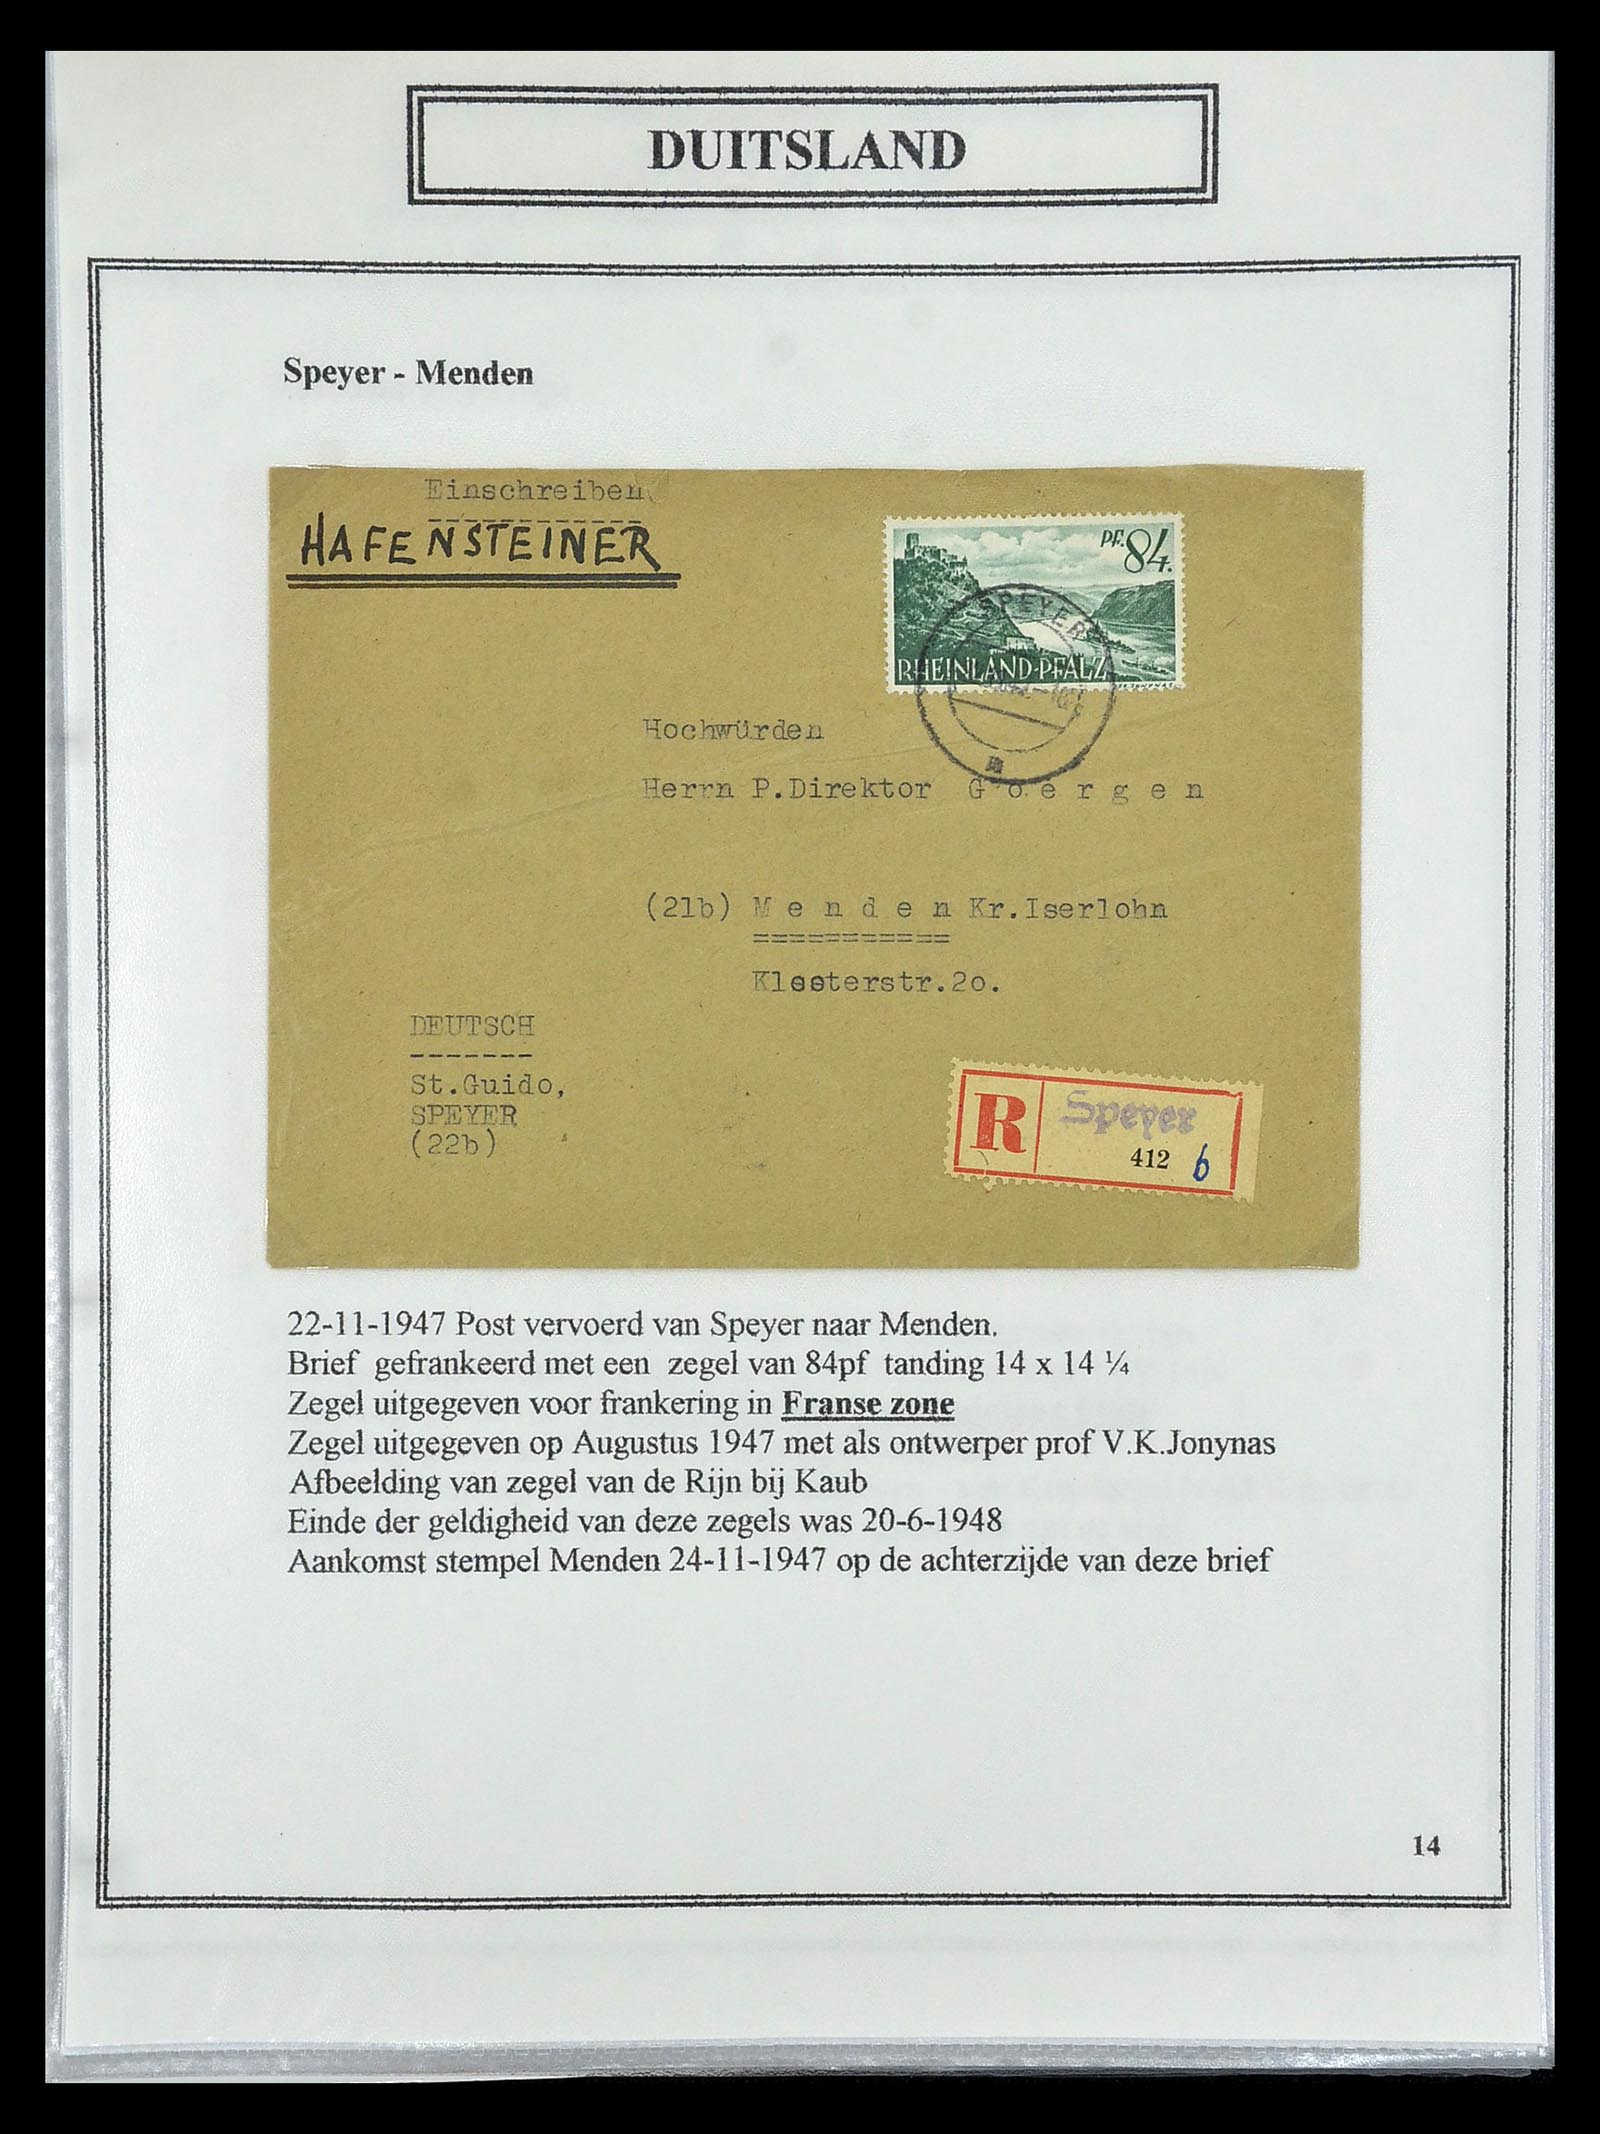 DUITSLAND
Speyer - Menden
Einschreiben
HAFENSTEINER
PF. 84.
RHEINLAND-PFALZ
SPEYER
Hochwürden
Herrn P.Direktor G o e r g e n
(21b) M e n d e n Kr.Iserlohn
===========
Klosterstr.2o.
DEUTSCH
-------
St.Guido,
SPEYER
(22b)
R Speyer
412 6
22-11-1947 Post vervoerd van Speyer naar Menden.
Brief gefrankeerd met een zegel van 84pf tanding 14 x 14 ¼
Zegel uitgegeven voor frankering in Franse zone
Zegel uitgegeven op Augustus 1947 met als ontwerper prof V.K.Jonynas
Afbeelding van zegel van de Rijn bij Kaub
Einde der geldigheid van deze zegels was 20-6-1948
Aankomst stempel Menden 24-11-1947 op de achterzijde van deze brief
14